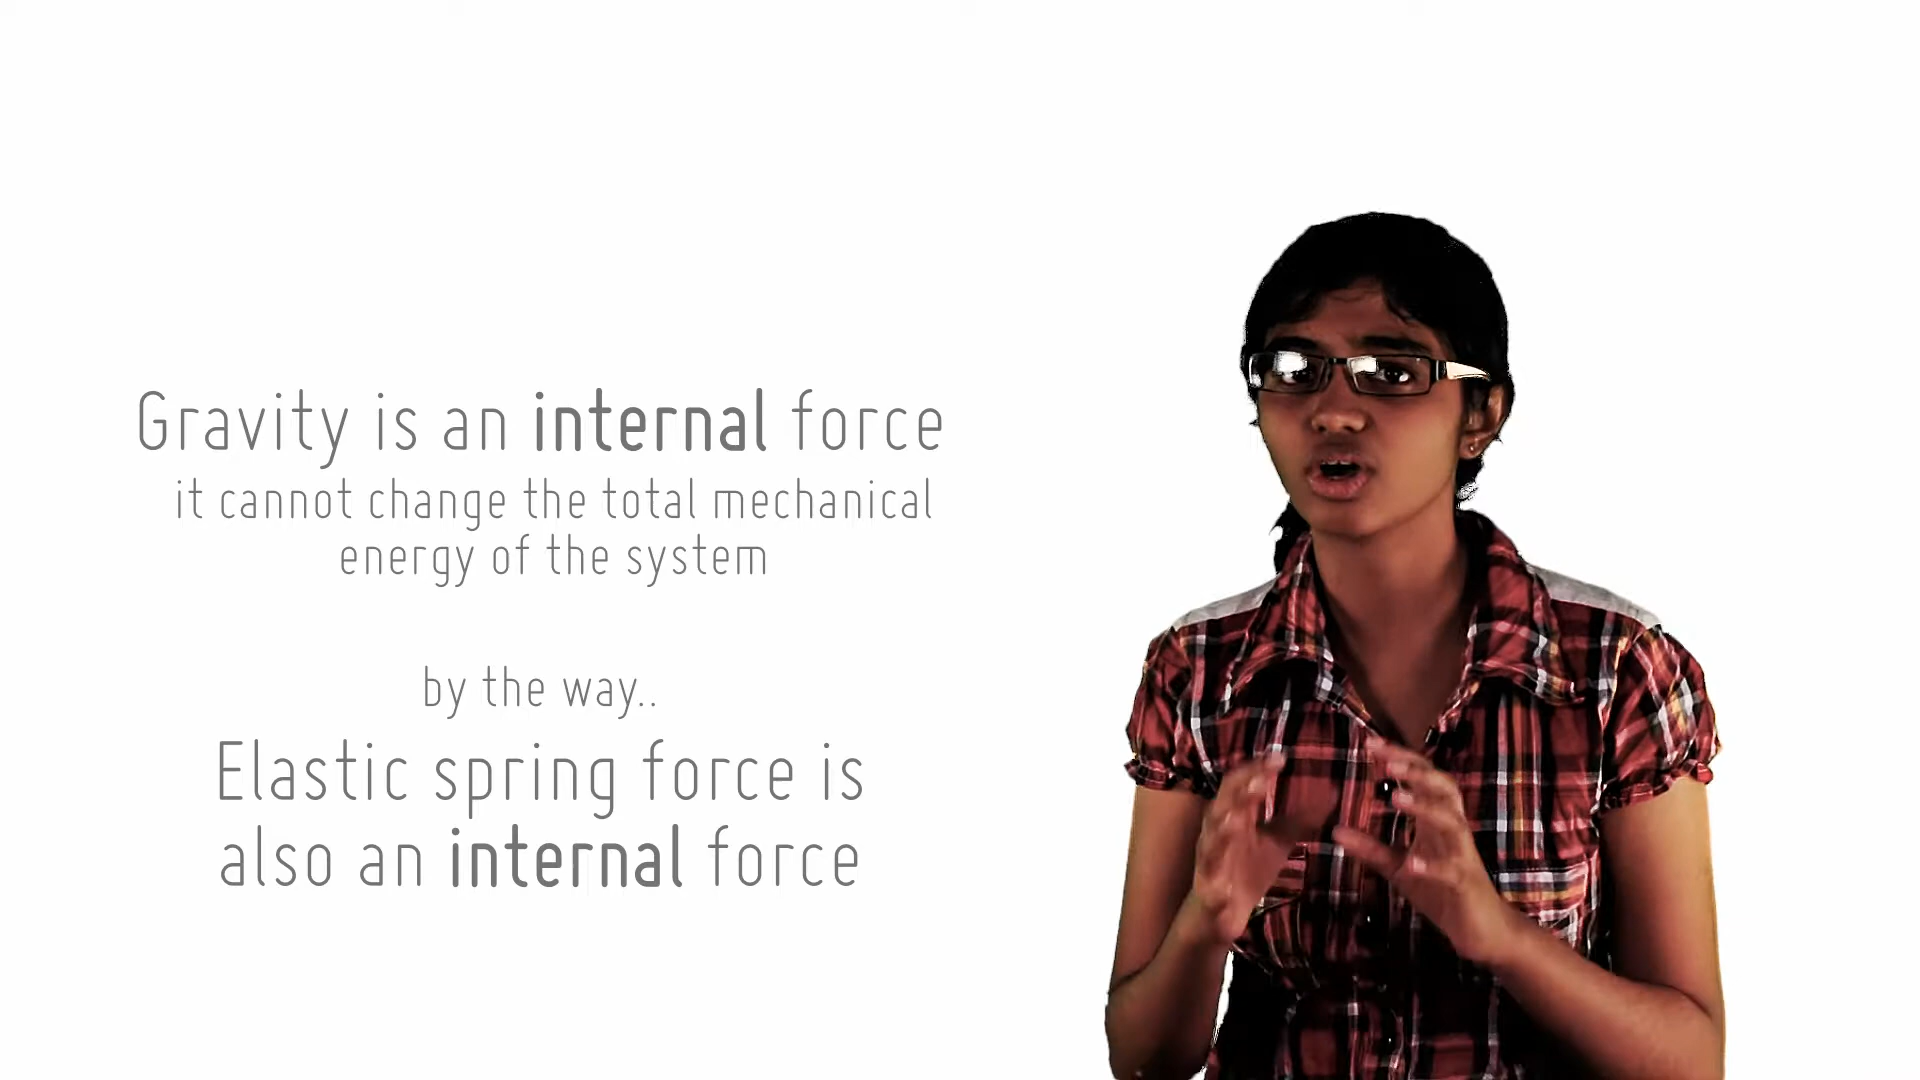 Gravity is an internal force
it cannot change the total mechanical
energy of the system
by the way..
Elastic spring force is
also an internal force